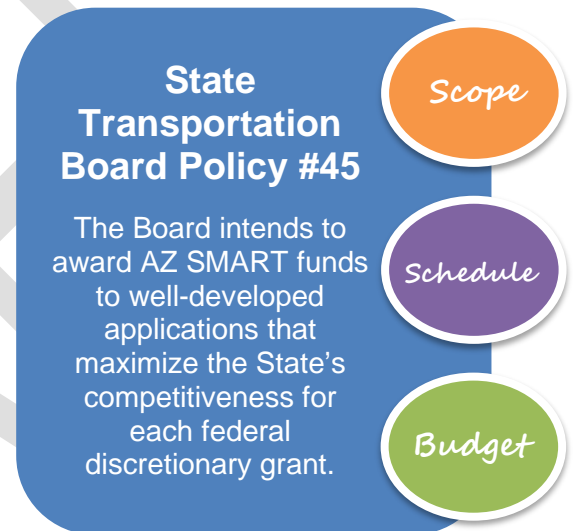 State
Transportation
Board Policy #45
The Board intends to
award AZ SMART funds
to well-developed
applications that
maximize the State’s
competitiveness for
each federal
discretionary grant.
Scope
Schedule
Budget